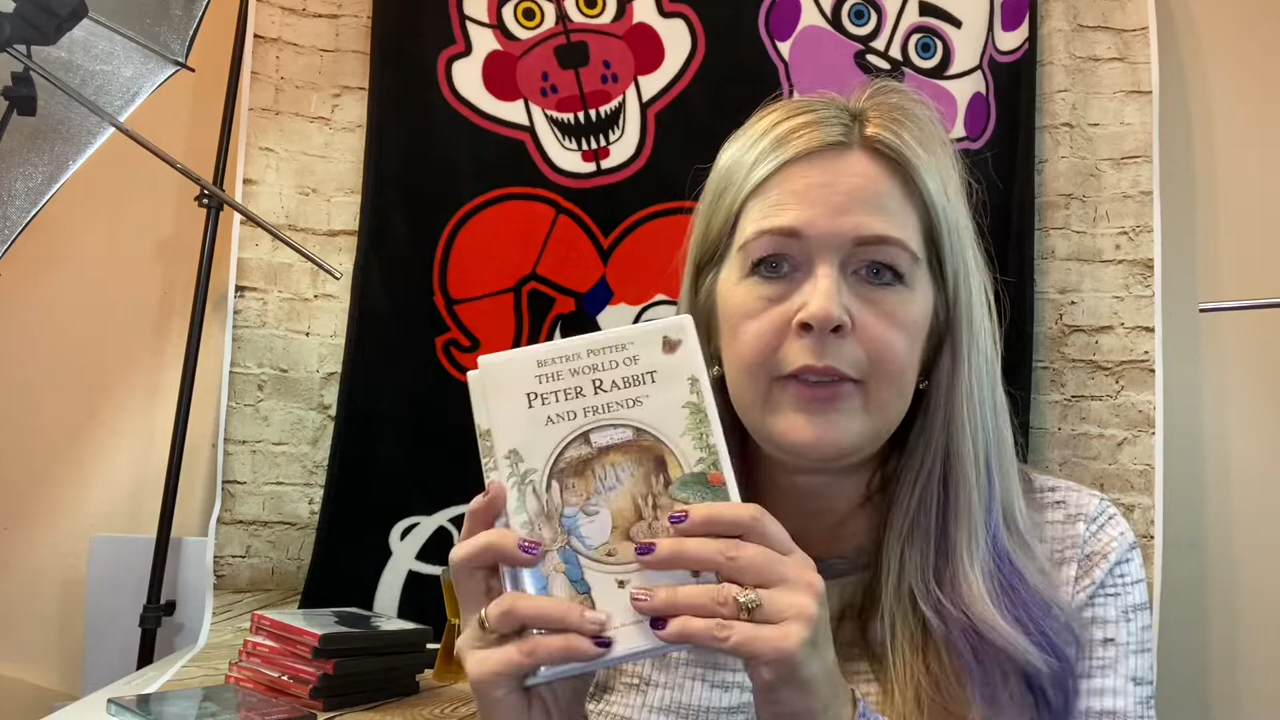 BEATRIX POTTER™
THE WORLD OF
PETER RABBIT
AND FRIENDS™